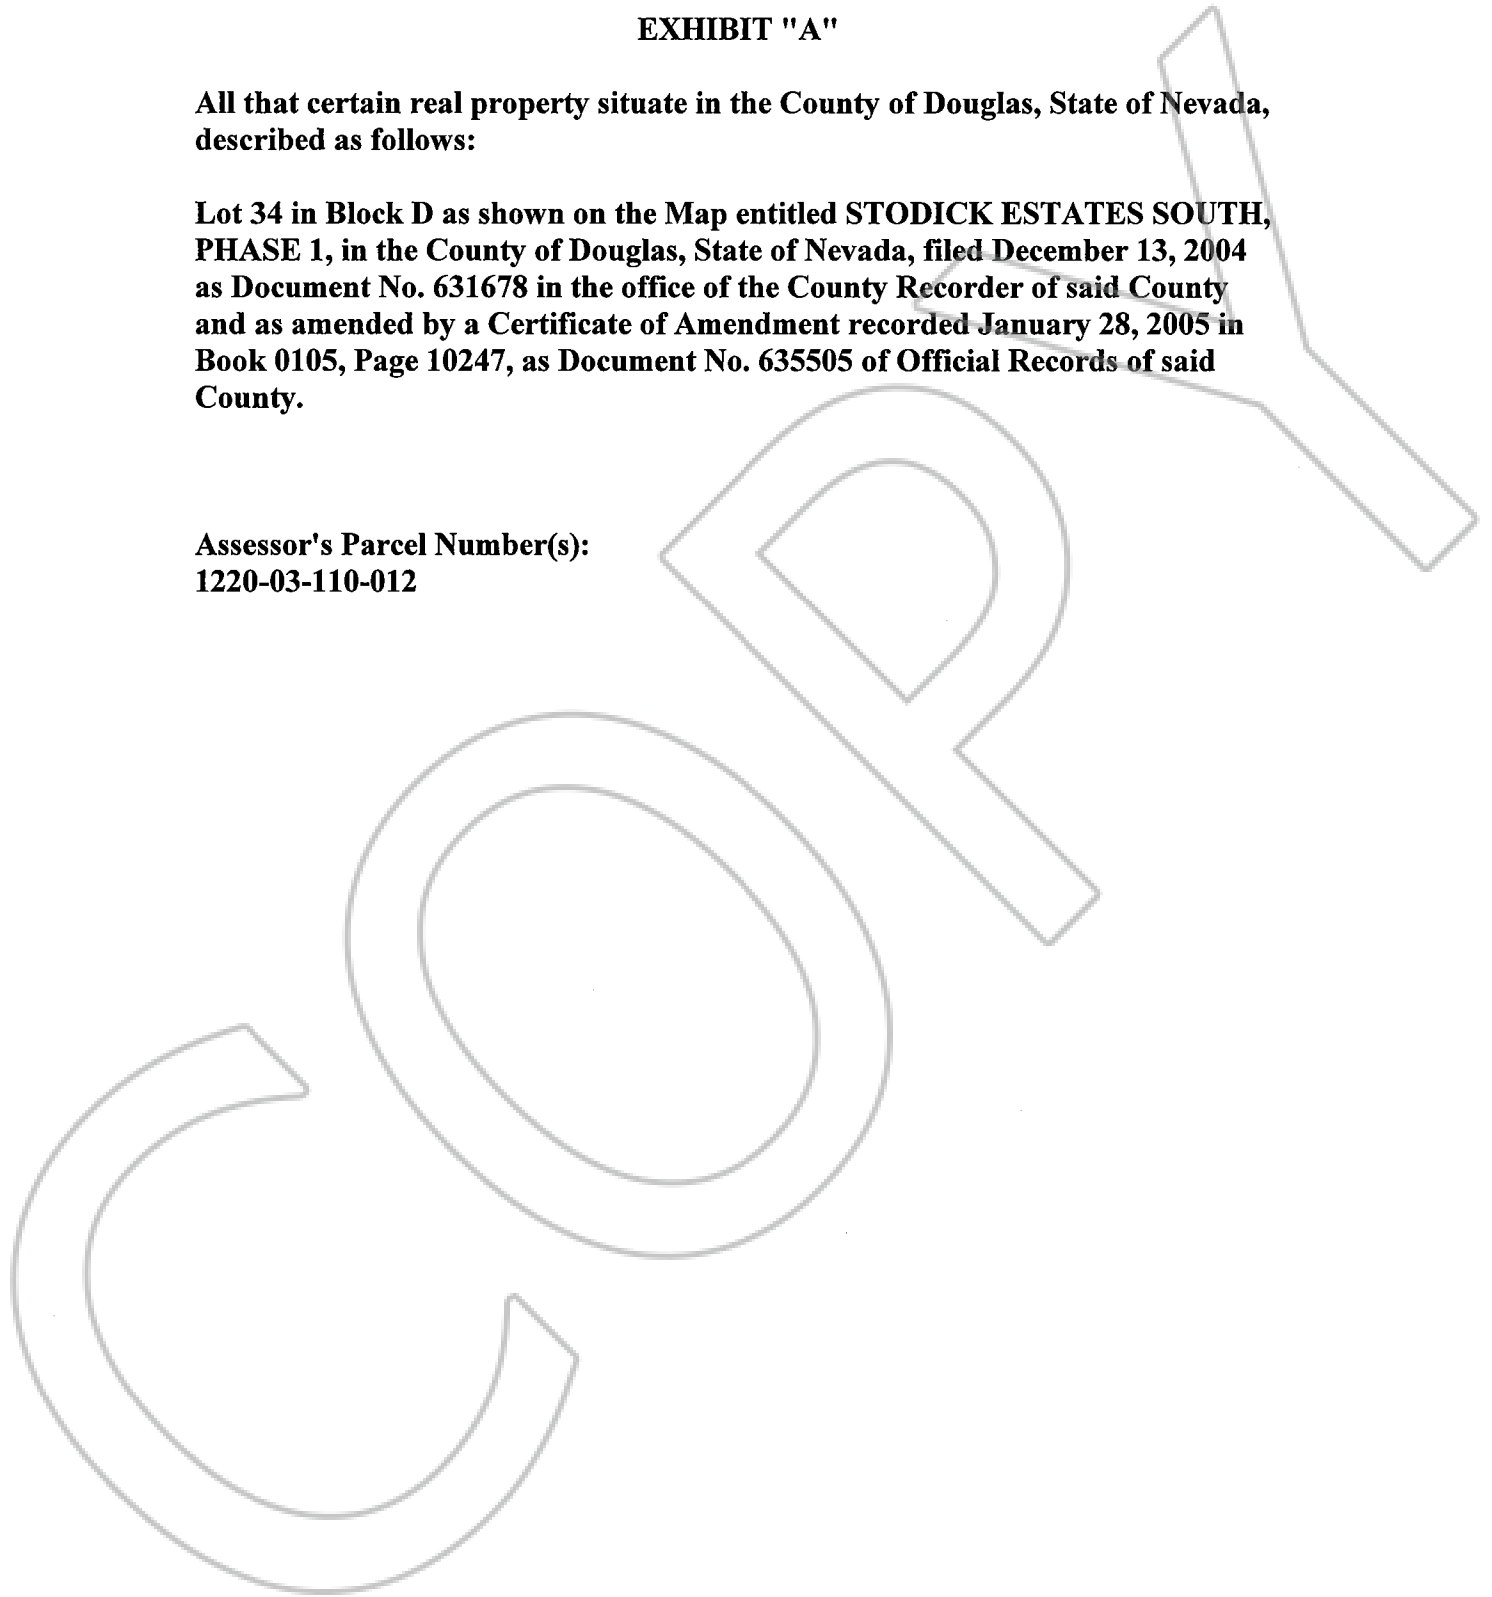 EXHIBIT "A"
All that certain real property situate in the County of Douglas, State of Nevada,
described as follows:
Lot 34 in Block D as shown on the Map entitled STODICK ESTATES SOUTH,
PHASE 1, in the County of Douglas, State of Nevada, filed December 13, 2004
as Document No. 631678 in the office of the County Recorder of said County
and as amended by a Certificate of Amendment recorded January 28, 2005 in
Book 0105, Page 10247, as Document No. 635505 of Official Records of said
County.
Assessor's Parcel Number(s):
1220-03-110-012
COPY